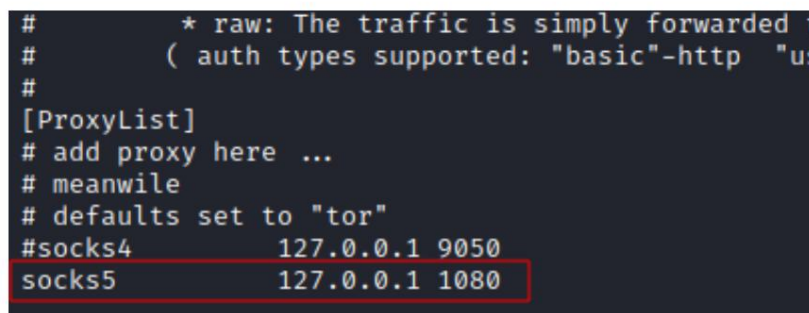 #         * raw: The traffic is simply forwarded
#        ( auth types supported: "basic"-http  "us
#
[ProxyList]
# add proxy here ...
# meanwile
# defaults set to "tor"
#socks4         127.0.0.1 9050
socks5          127.0.0.1 1080